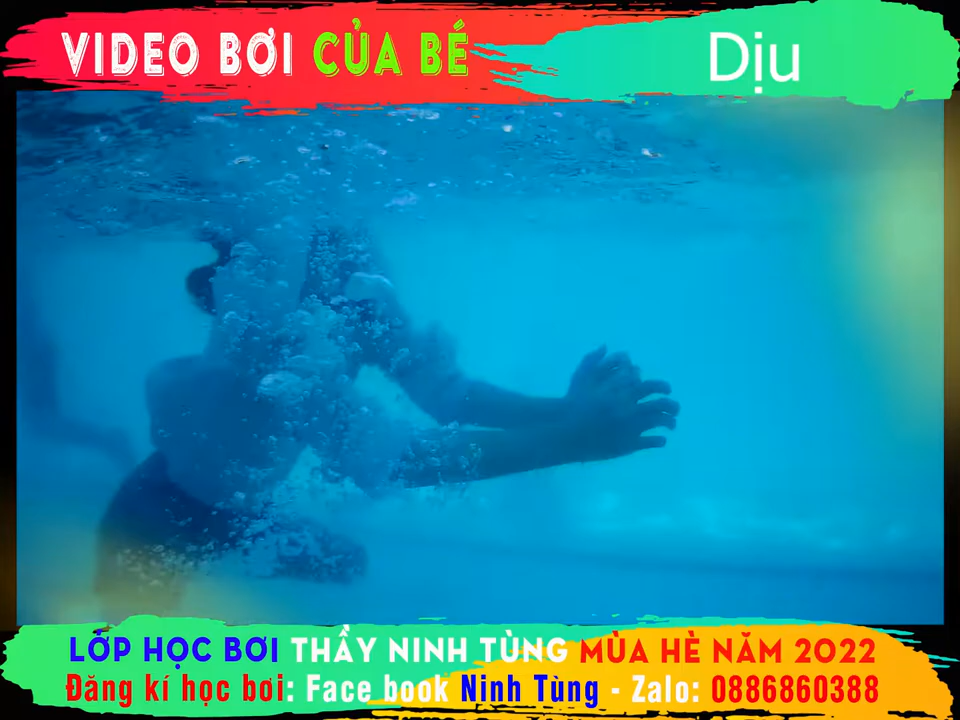 VIDEO BƠI CỦA BÉ
Dịu
LỚP HỌC BƠI THẦY NINH TÙNG MÙA HÈ NĂM 2022
Đăng kí học bơi: Face book Ninh Tùng - Zalo: 0886860388